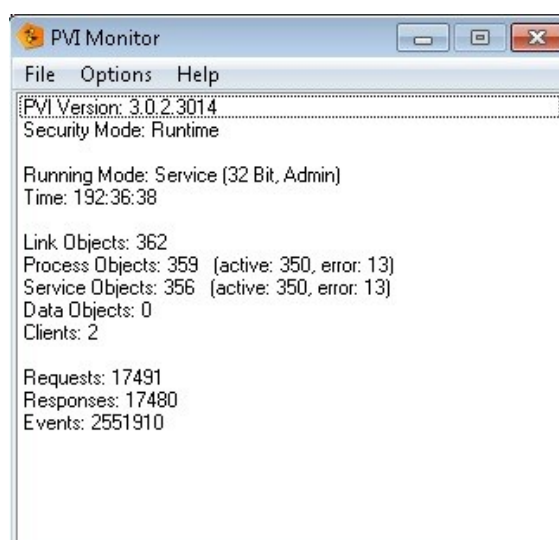 PVI Monitor
File Options Help
PVI Version: 3.0.2.3014
Security Mode: Runtime
Running Mode: Service (32 Bit, Admin)
Time: 192:36:38
Link Objects: 362
Process Objects: 359 (active: 350, error: 13)
Service Objects: 356 (active: 350, error: 13)
Data Objects: 0
Clients: 2
Requests: 17491
Responses: 17480
Events: 2551910